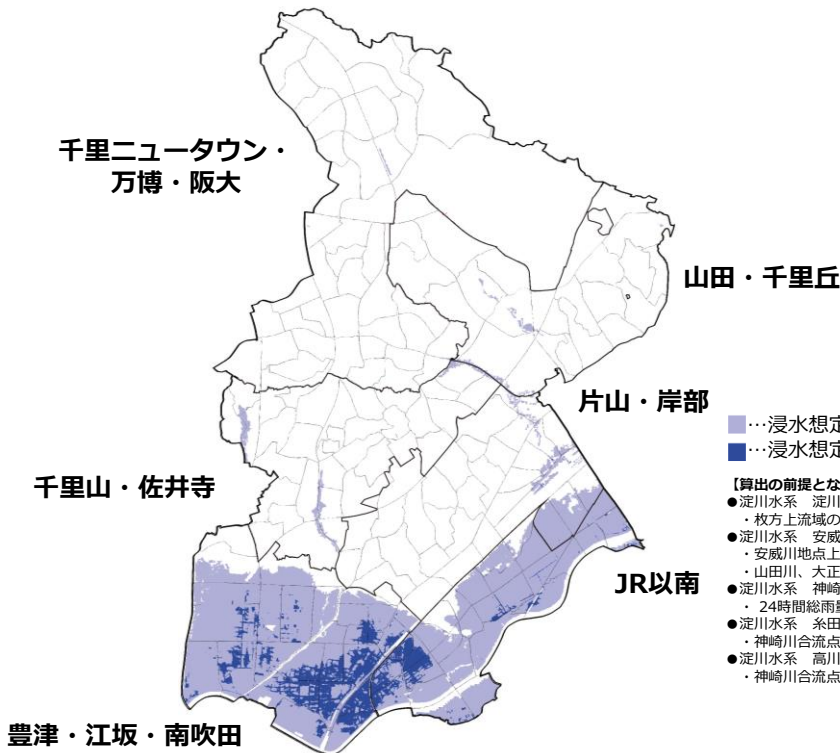 千里ニュータウン・
万博・阪大
山田・千里丘
片山・岸部
■…浸水想定
■…浸水想定
千里山・佐井寺
【算出の前提とな
●淀川水系 淀川
・枚方上流域の
●淀川水系 安威
・安威川地点上
・山田川、大正
●淀川水系 神崎
・ 24時間総雨量
●淀川水系 糸田
・神崎川合流点
●淀川水系 高川
・神崎川合流点
JR以南
豊津・江坂・南吹田